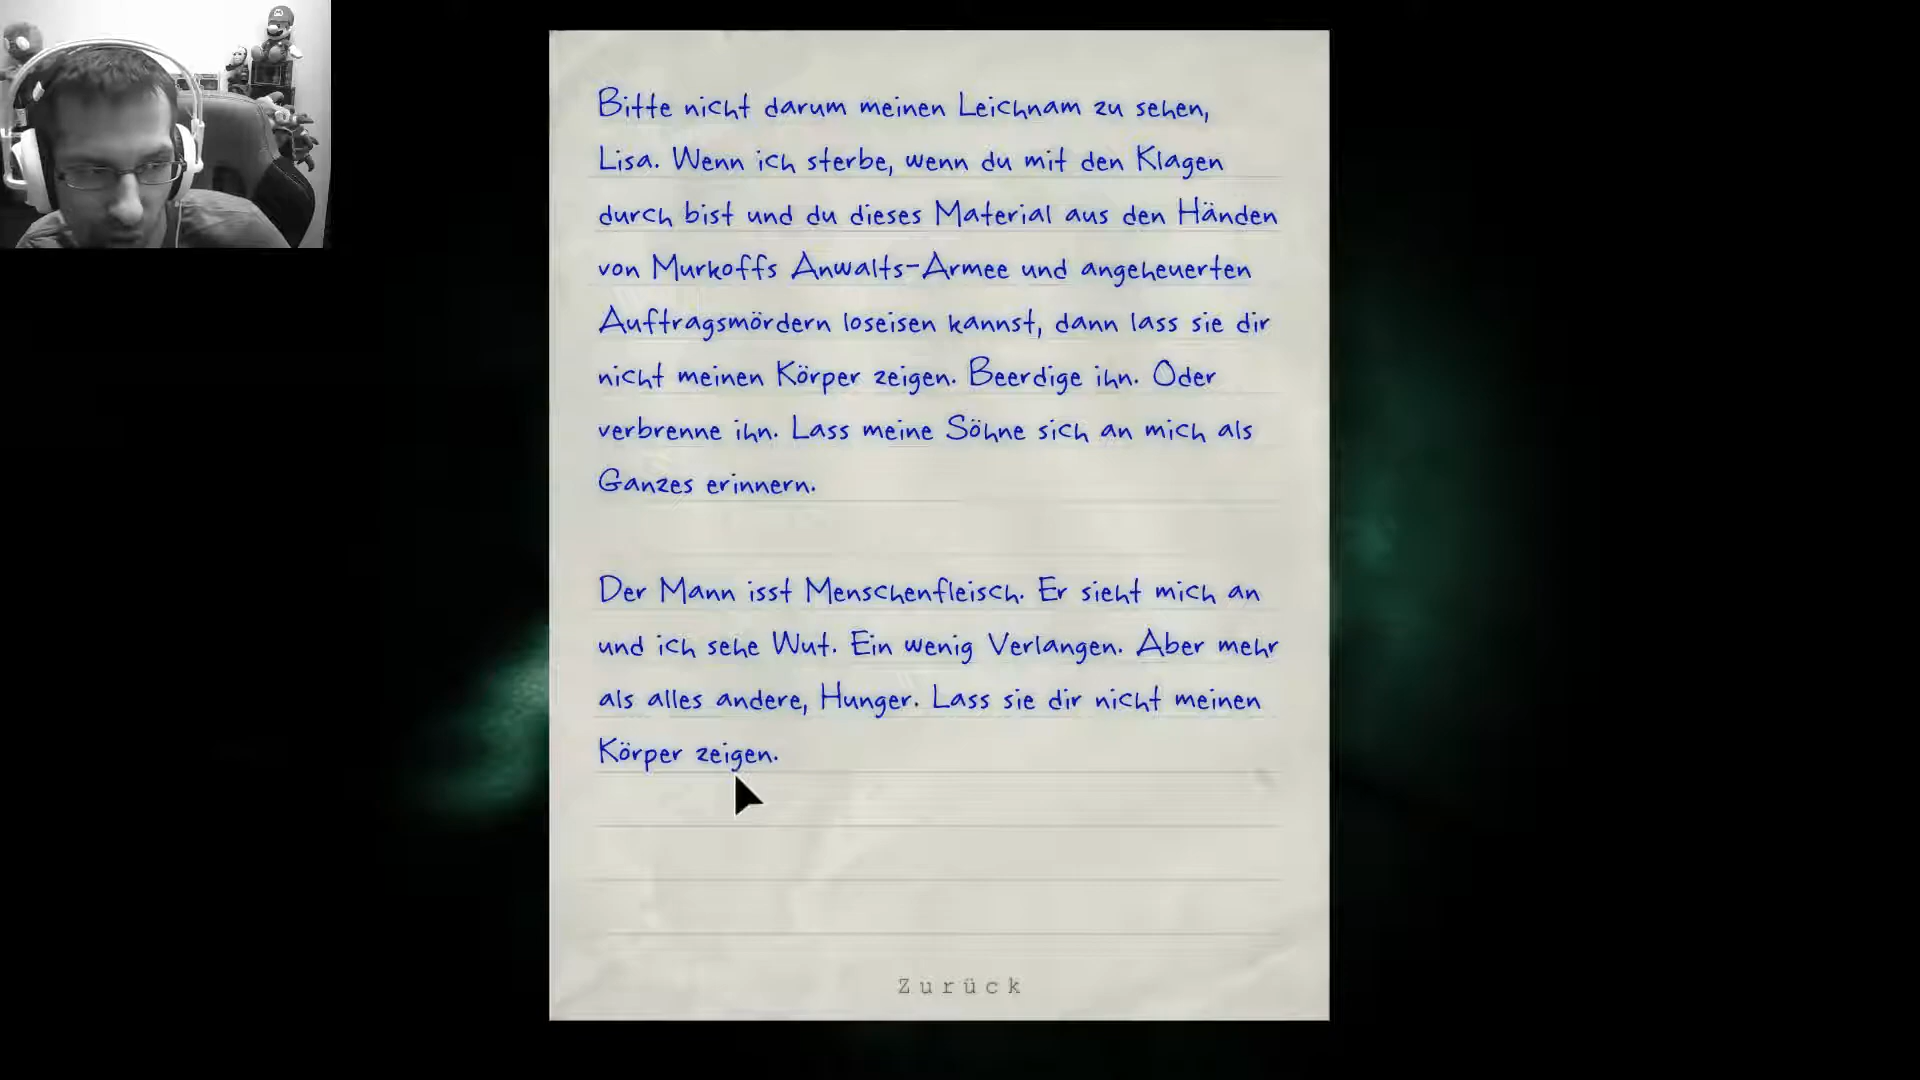 Bitte nicht darum meinen Leichnam zu sehen,
Lisa. Wenn ich sterbe, wenn du mit den Klagen
durch bist und du dieses Material aus den Händen
von Murkoffs Anwalts-Armee und angeheuerten
Auftragsmördern loseisen kannst, dann lass sie dir
nicht meinen Körper zeigen. Beerdige ihn. Oder
verbrenne ihn. Lass meine Söhne sich an mich als
Ganzes erinnern.
Der Mann isst Menschenfleisch. Er sieht mich an
und ich sehe Wut. Ein wenig Verlangen. Aber mehr
als alles andere, Hunger. Lass sie dir nicht meinen
Körper zeigen.
Zurück